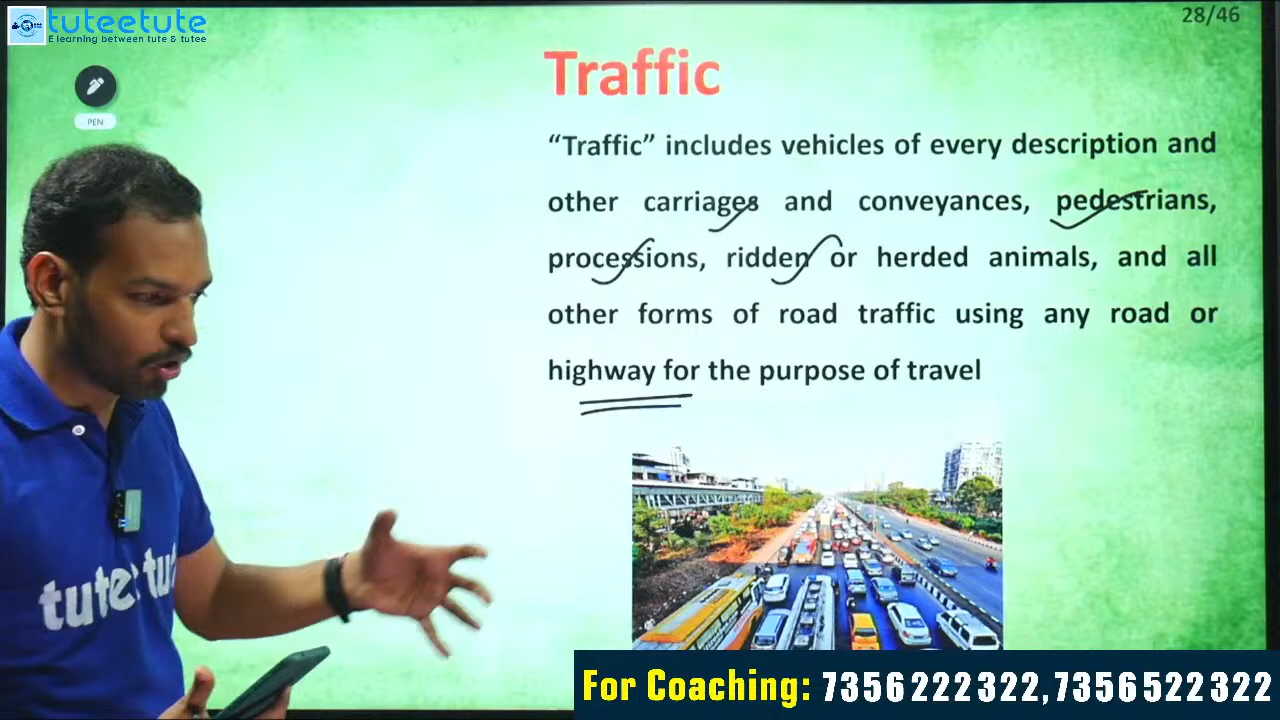 tuteetute
E learning between tute & tutee
28/46
Traffic
PEN
“Traffic” includes vehicles of every description and
other carriages and conveyances, pedestrians,
processions, ridden or herded animals, and all
other forms of road traffic using any road or
highway for the purpose of travel
tutee tu
For Coaching: 7356222322,7356522322